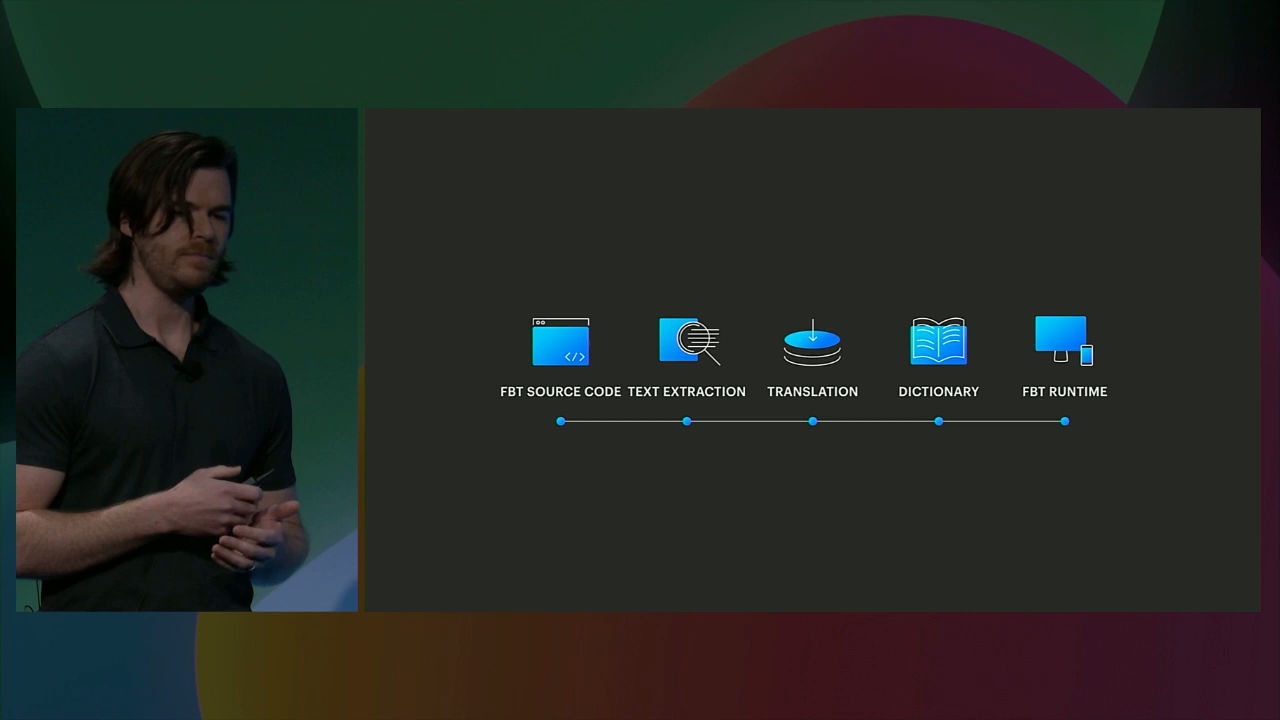 FBT SOURCE CODE
TEXT EXTRACTION
TRANSLATION
DICTIONARY
FBT RUNTIME